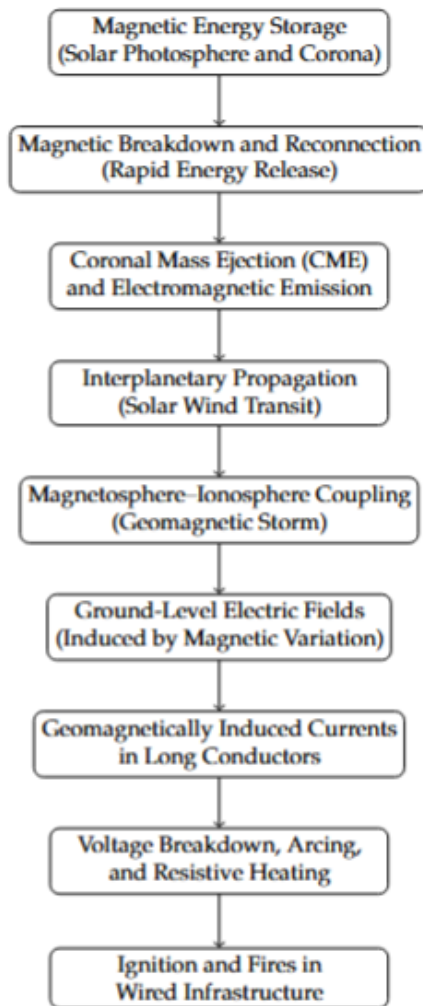 Magnetic Energy Storage
(Solar Photosphere and Corona)
Magnetic Breakdown and Reconnection
(Rapid Energy Release)
Coronal Mass Ejection (CME)
and Electromagnetic Emission
Interplanetary Propagation
(Solar Wind Transit)
Magnetosphere–Ionosphere Coupling
(Geomagnetic Storm)
Ground-Level Electric Fields
(Induced by Magnetic Variation)
Geomagnetically Induced Currents
in Long Conductors
Voltage Breakdown, Arcing,
and Resistive Heating
Ignition and Fires in
Wired Infrastructure